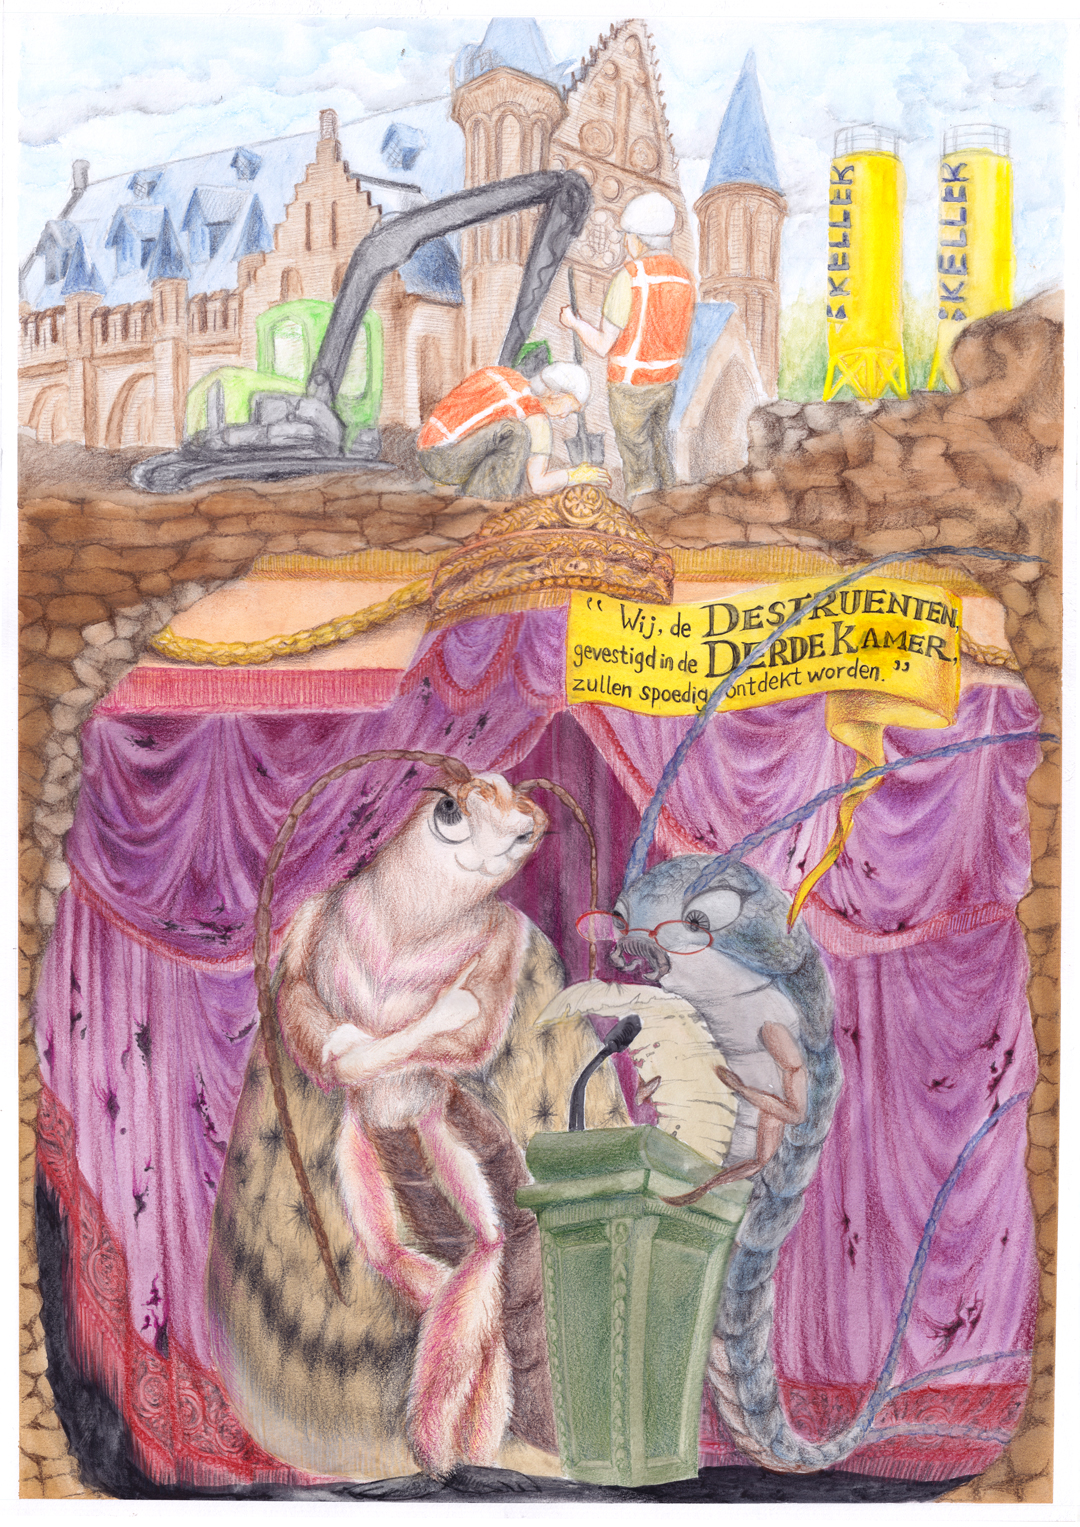 KELLER
KELLER
“ Wij, de DESTRUENTEN,
gevestigd in de DERDE KAMER,
zullen spoedig ontdekt worden. ”